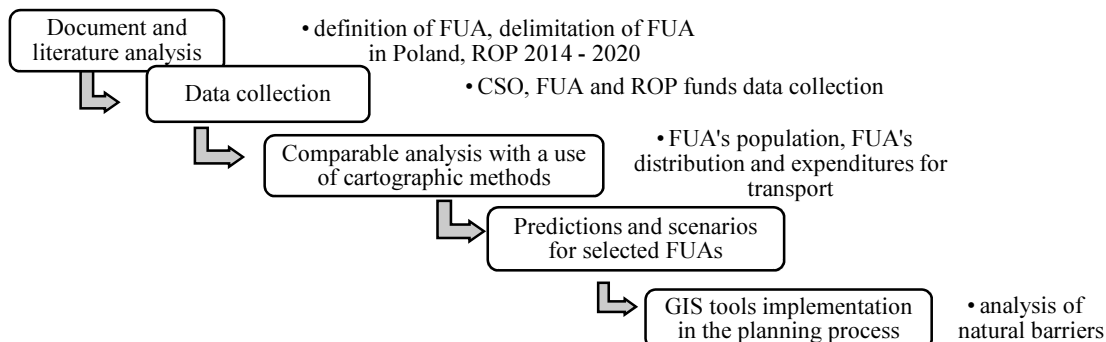 Document and
literature analysis
• definition of FUA, delimitation of FUA
in Poland, ROP 2014 - 2020
Data collection
• CSO, FUA and ROP funds data collection
Comparable analysis with a use
of cartographic methods
• FUA's population, FUA's
distribution and expenditures for
transport
Predictions and scenarios
for selected FUAs
GIS tools implementation
in the planning process
• analysis of
natural barriers